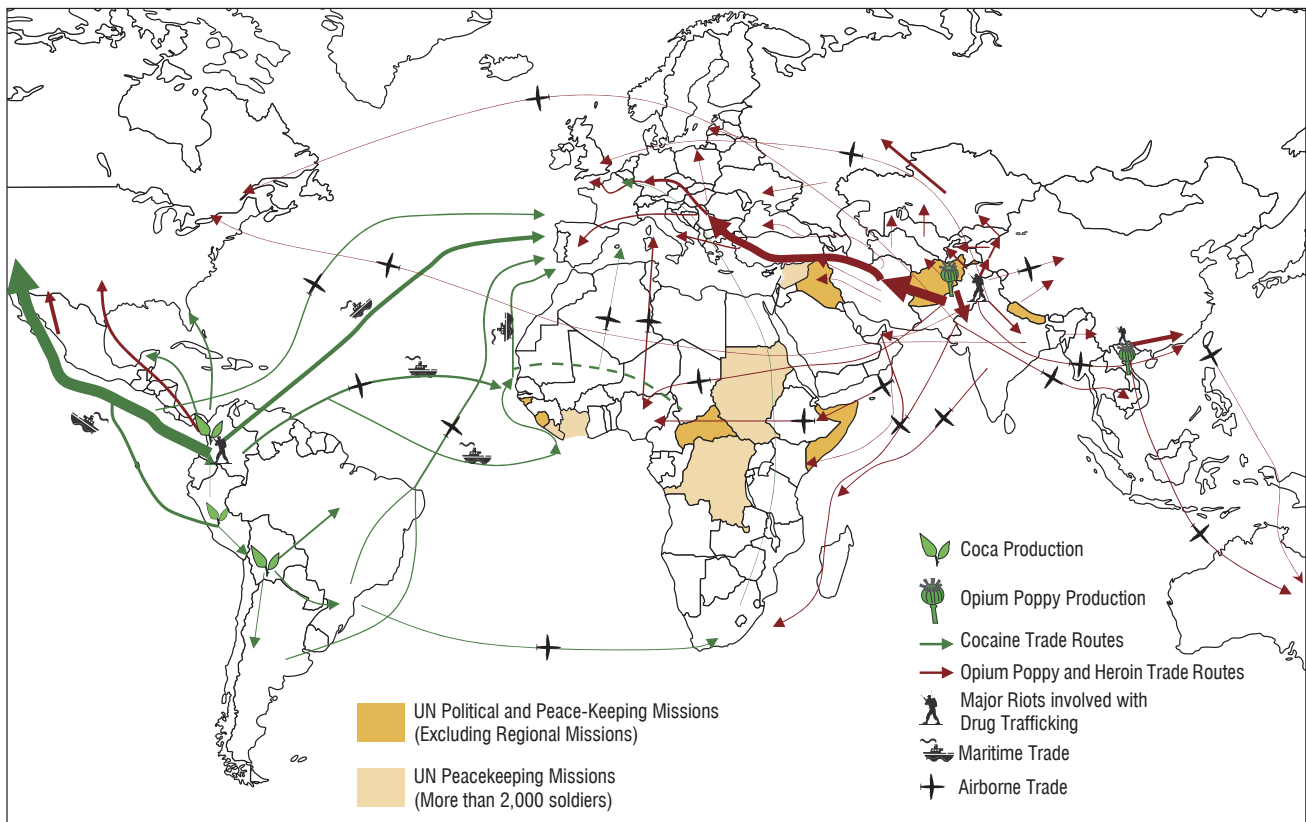 Coca Production
Opium Poppy Production
Cocaine Trade Routes
Opium Poppy and Heroin Trade Routes
Major Riots involved with
Drug Trafficking
Maritime Trade
Airborne Trade
UN Political and Peace-Keeping Missions
(Excluding Regional Missions)
UN Peacekeeping Missions
(More than 2,000 soldiers)